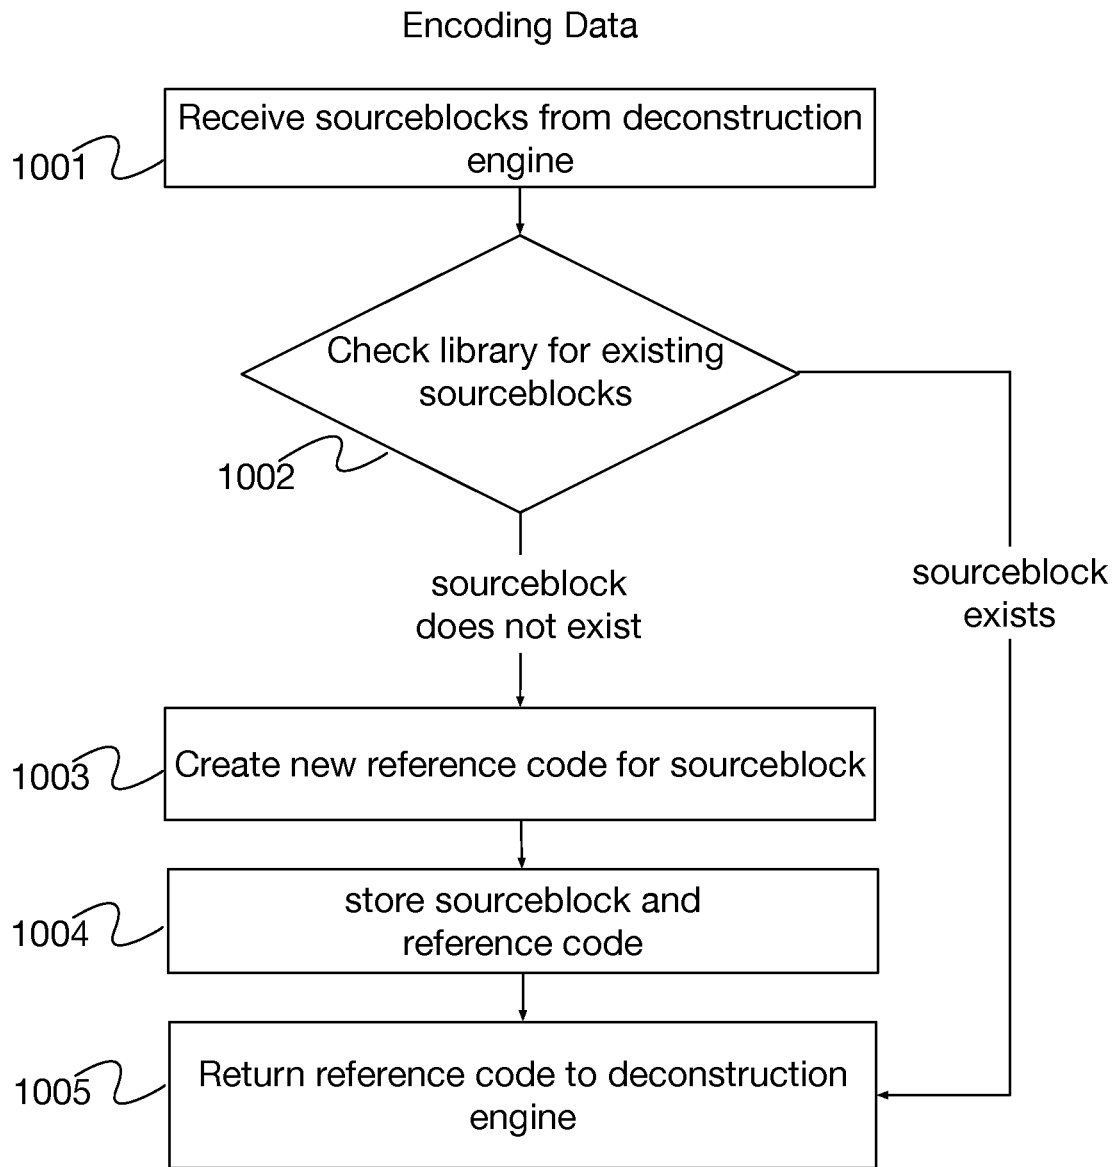 Encoding Data
Receive sourceblocks from deconstruction
engine
1001
Check library for existing
sourceblocks
1002
sourceblock
does not exist
sourceblock
exists
1003
Create new reference code for sourceblock
1004
store sourceblock and
reference code
1005
Return reference code to deconstruction
engine